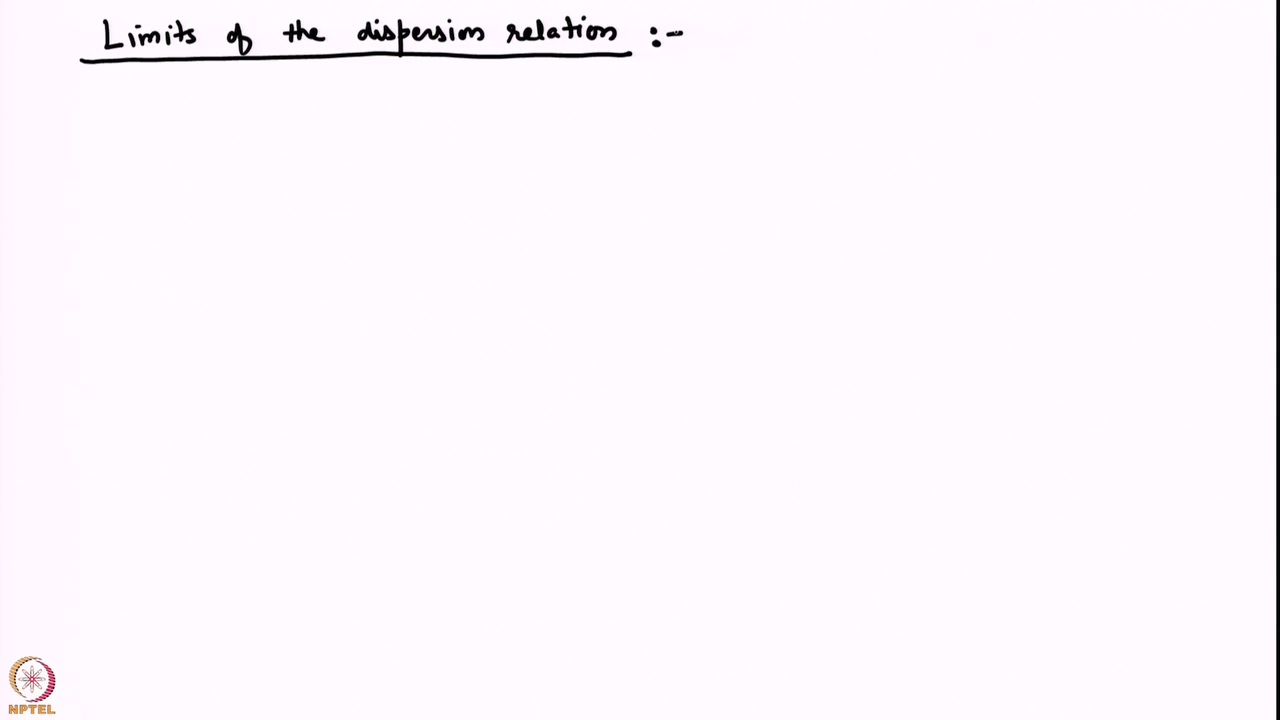 Limits of the dispersion relation :-
NPTEL